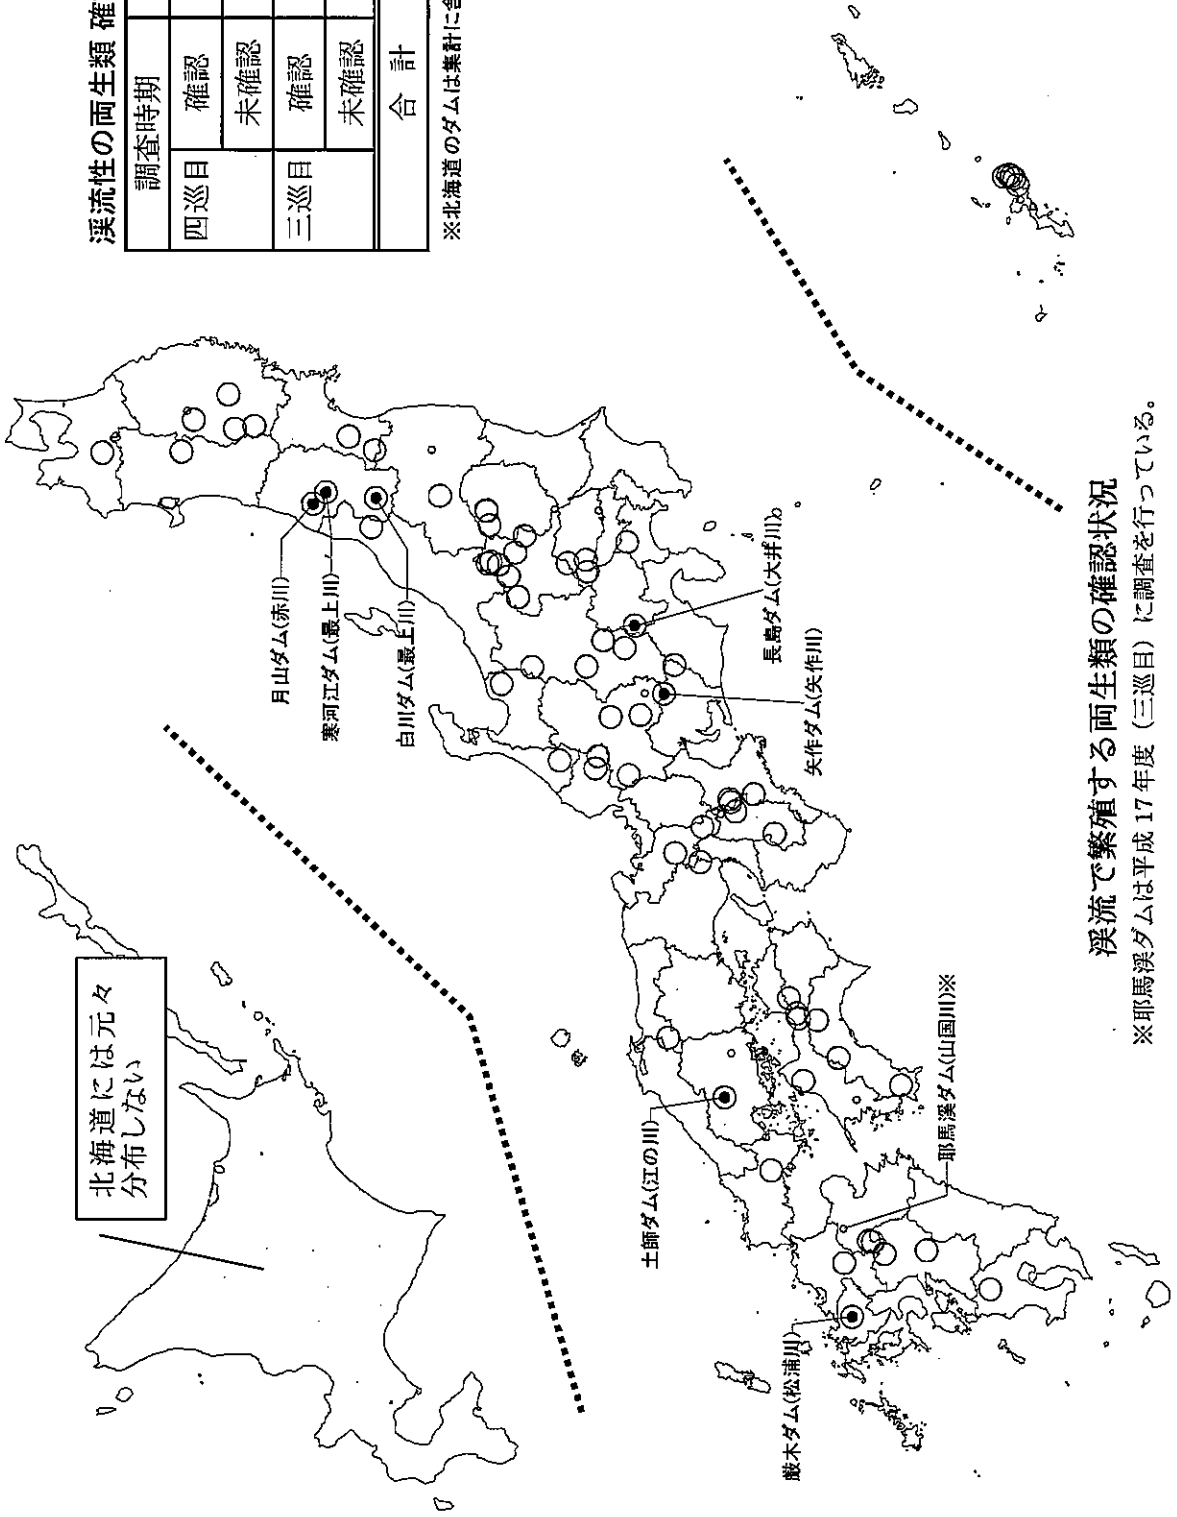 渓流性の両生類 確
調査時期
四巡目
確認
未確認
三巡目
確認
未確認
合 計
※北海道のダムは集計に含
北海道には元々
分布しない
月山ダム(赤川)
寒河江ダム(最上川)
白川ダム(最上川)
長島ダム(大井川)
矢作ダム(矢作川)
土師ダム(江の川)
耶馬渓ダム(山国川)※
厳木ダム(松浦川)
渓流で繁殖する両生類の確認状況
※耶馬渓ダムは平成 17 年度（三巡目）に調査を行っている。